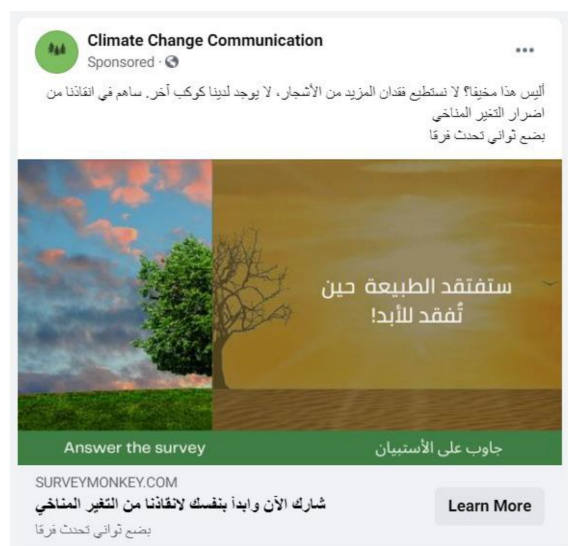 Climate Change Communication
Sponsored ·
أليس هذا مخيفا؟ لا نستطيع فقدان المزيد من الأشجار، لا يوجد لدينا كوكب آخر. ساهم في انقاذنا من
اضرار التغير المناخي
بضع ثواني تحدث فرقا
ستفتقد الطبيعة حين
تُفقد للأبد!
Answer the survey
جاوب على الأستبيان
SURVEYMONKEY.COM
شارك الآن وابدأ بنفسك لانقاذنا من التغير المناخي
بضع ثواني تحدث فرقا
Learn More